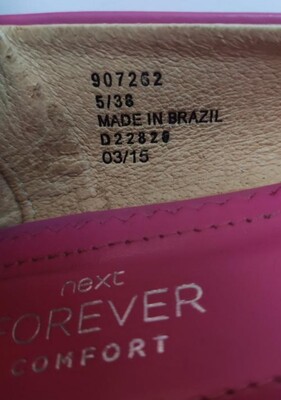 907262
5/38
MADE IN BRAZIL
D22828
03/15
next
FOREVER
COMFORT